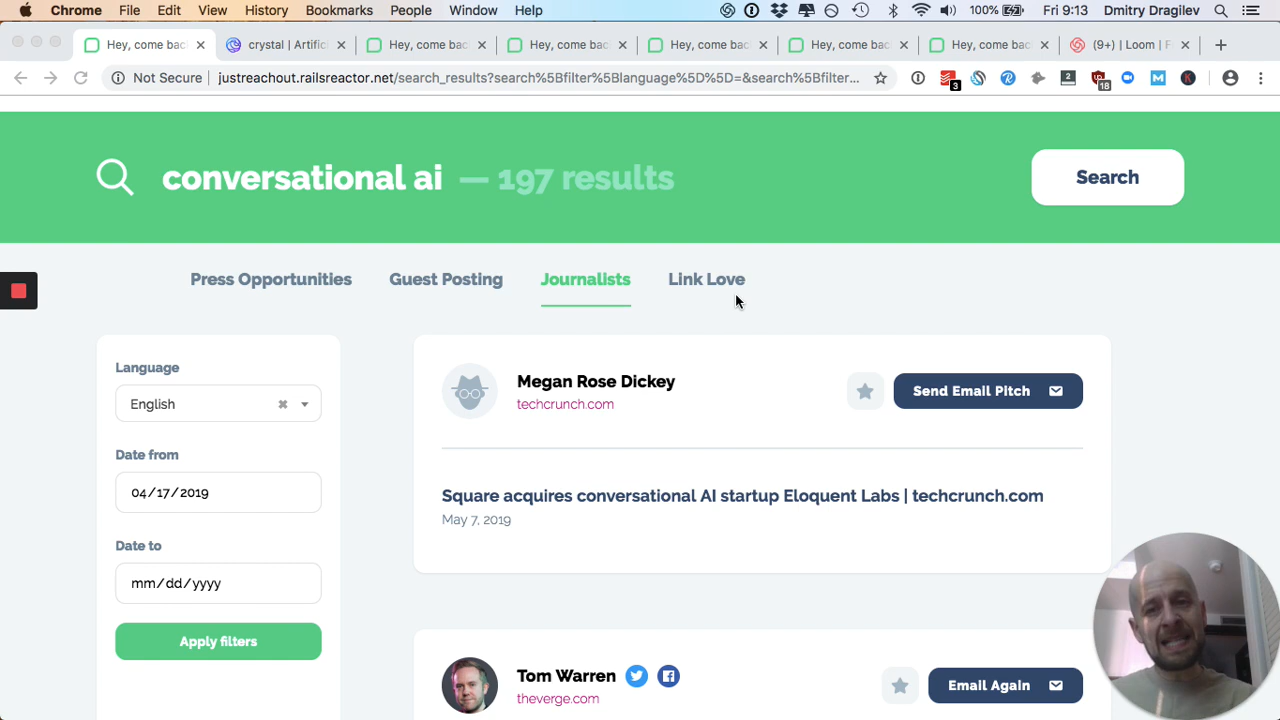 Chrome File Edit View History Bookmarks People Window Help 100% Fri 9:13 Dmitry Dragilev
Hey, come bac crystal | Artific Hey, come bac Hey, come bac Hey, come bac Hey, come bac Hey, come bac (9+) | Loom | F
Not Secure justreachout.railsreactor.net/search_results?search%5Bfilter%5Blanguage%5D%5D=&search%5Bfilter... 3 2 18
conversational ai — 197 results Search
Press Opportunities Guest Posting Journalists Link Love
Language
English
Date from
04/17/2019
Date to
mm/dd/yyyy
Apply filters
Megan Rose Dickey
techcrunch.com
Send Email Pitch
Square acquires conversational AI startup Eloquent Labs | techcrunch.com
May 7, 2019
Tom Warren
theverge.com
Email Again